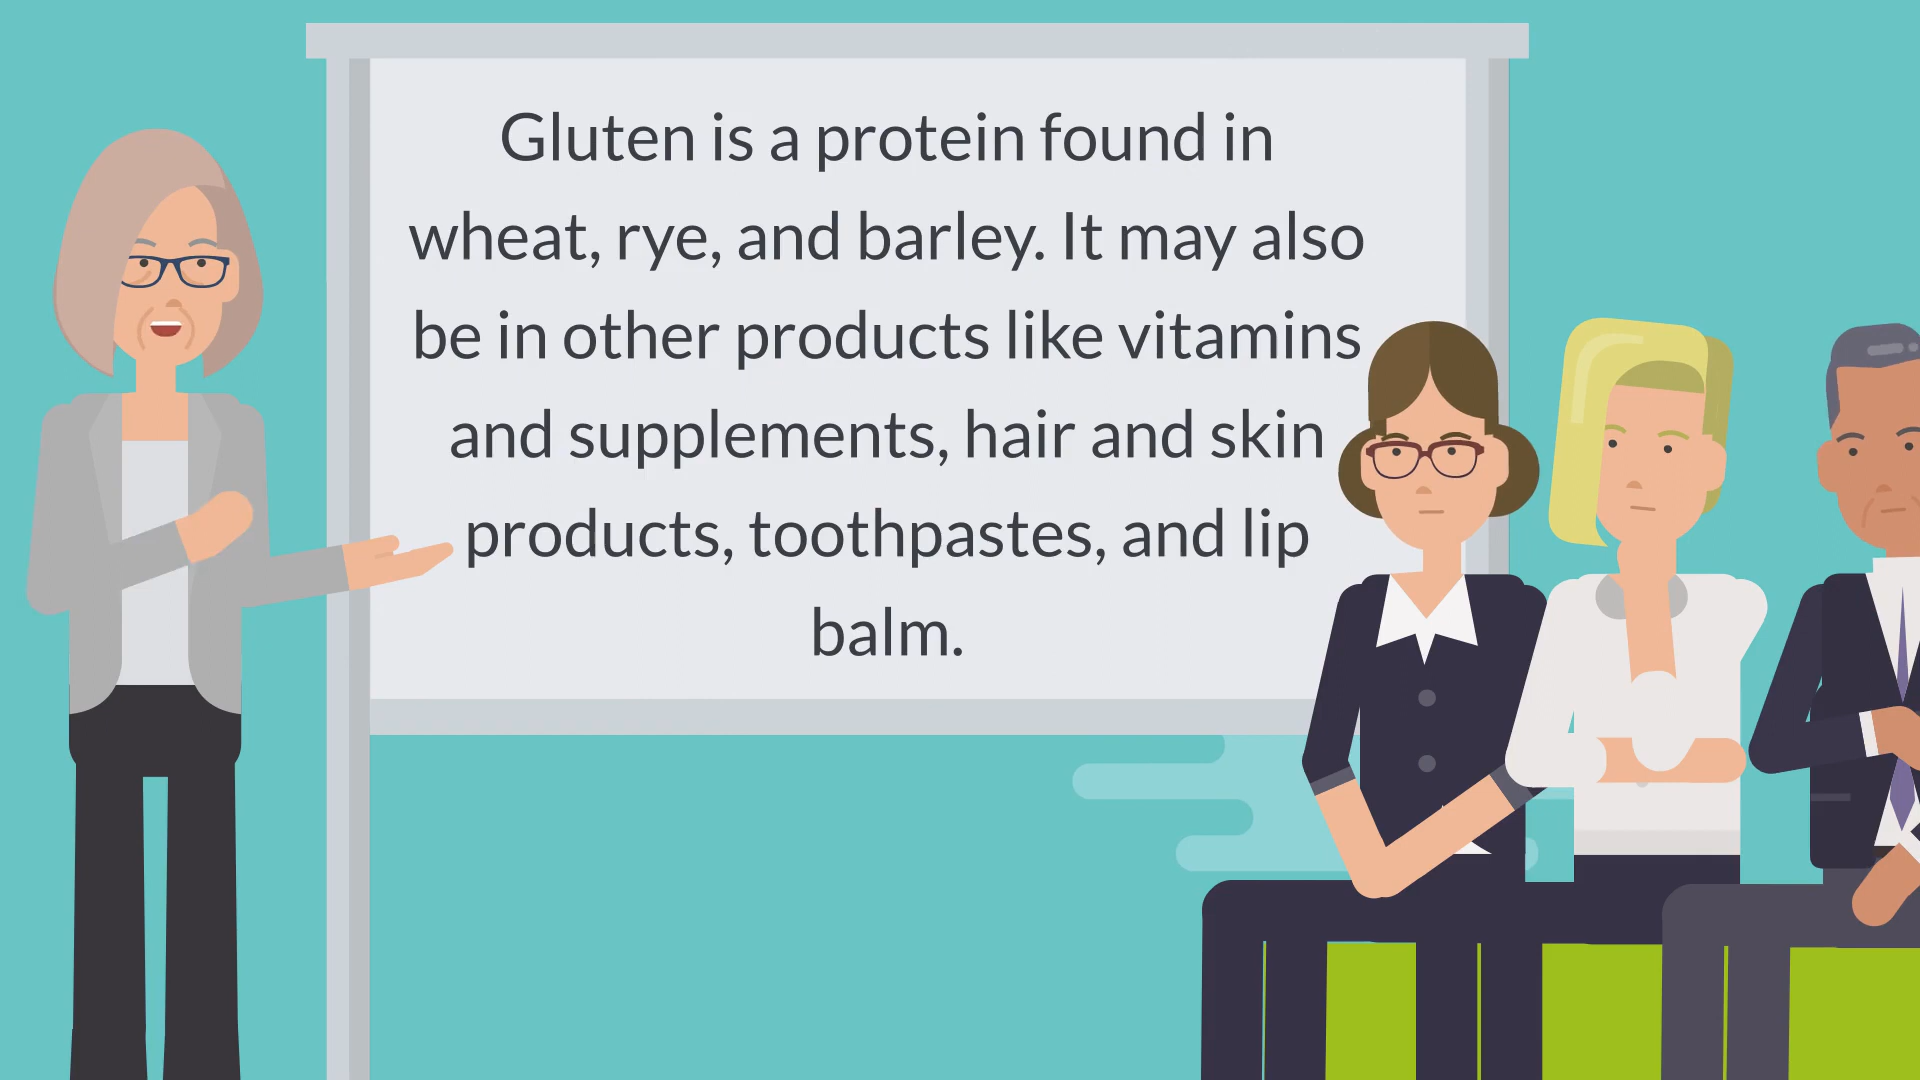 Gluten is a protein found in
wheat, rye, and barley. It may also
be in other products like vitamins
and supplements, hair and skin
products, toothpastes, and lip
balm.